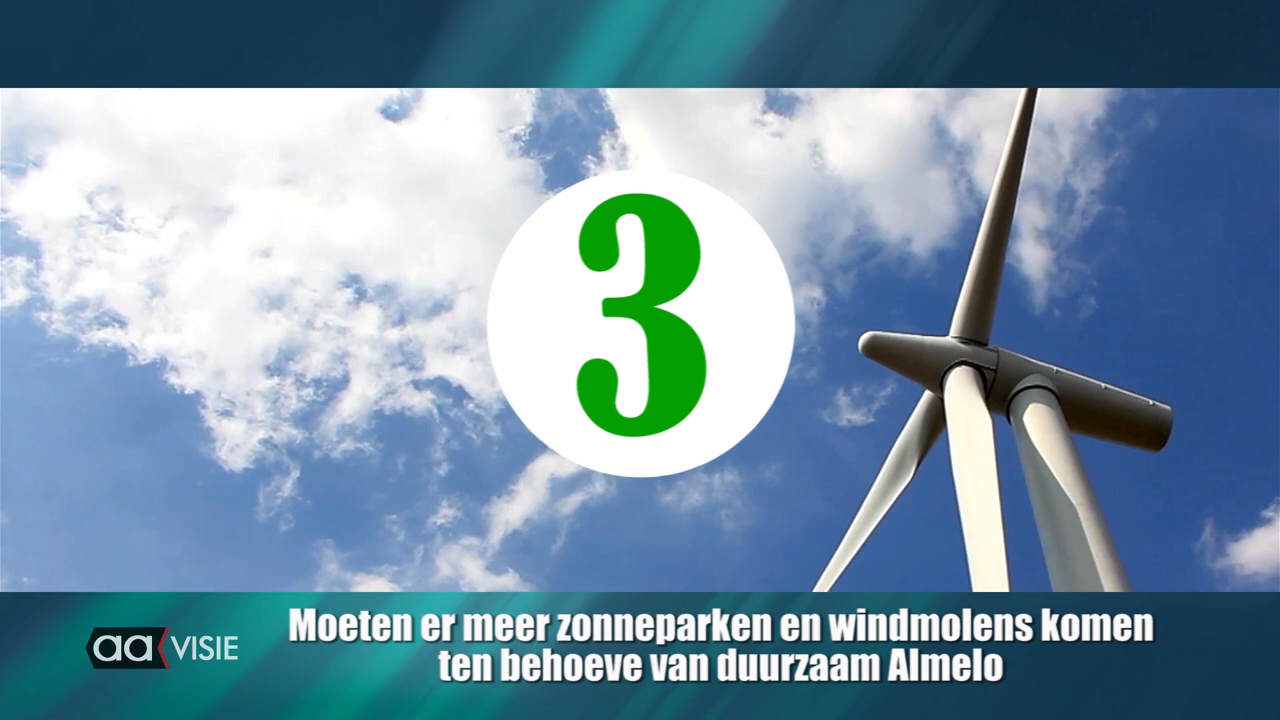 3
Moeten er meer zonneparken en windmolens komen
ten behoeve van duurzaam Almelo
aa VISIE